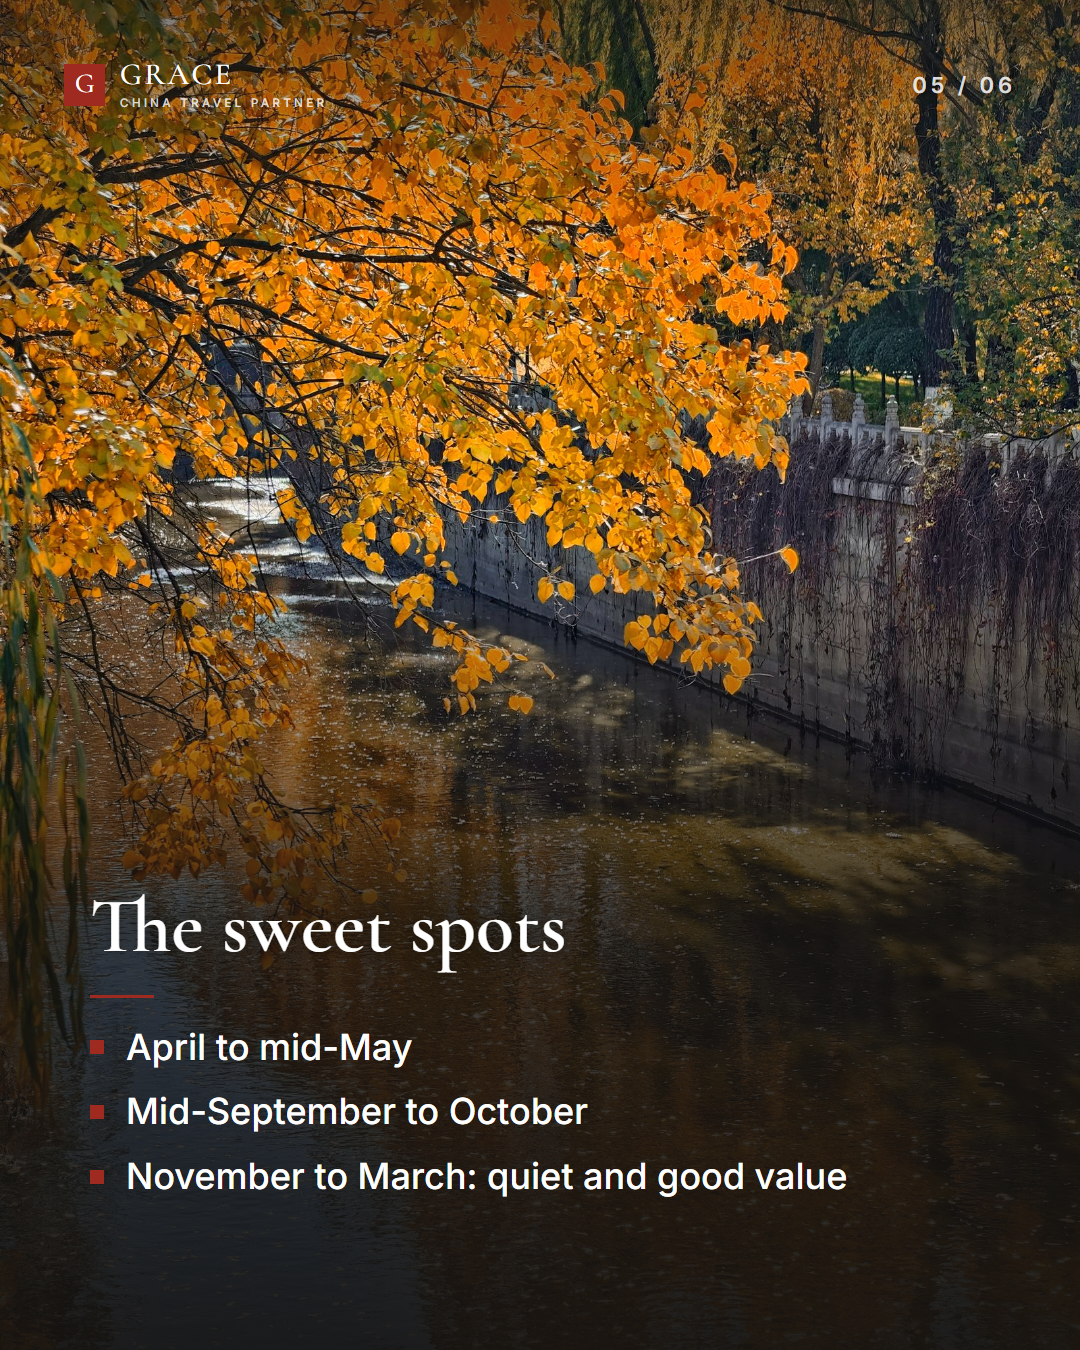 G
GRACE
CHINA TRAVEL PARTNER
05 / 06
The sweet spots
April to mid-May
Mid-September to October
November to March: quiet and good value